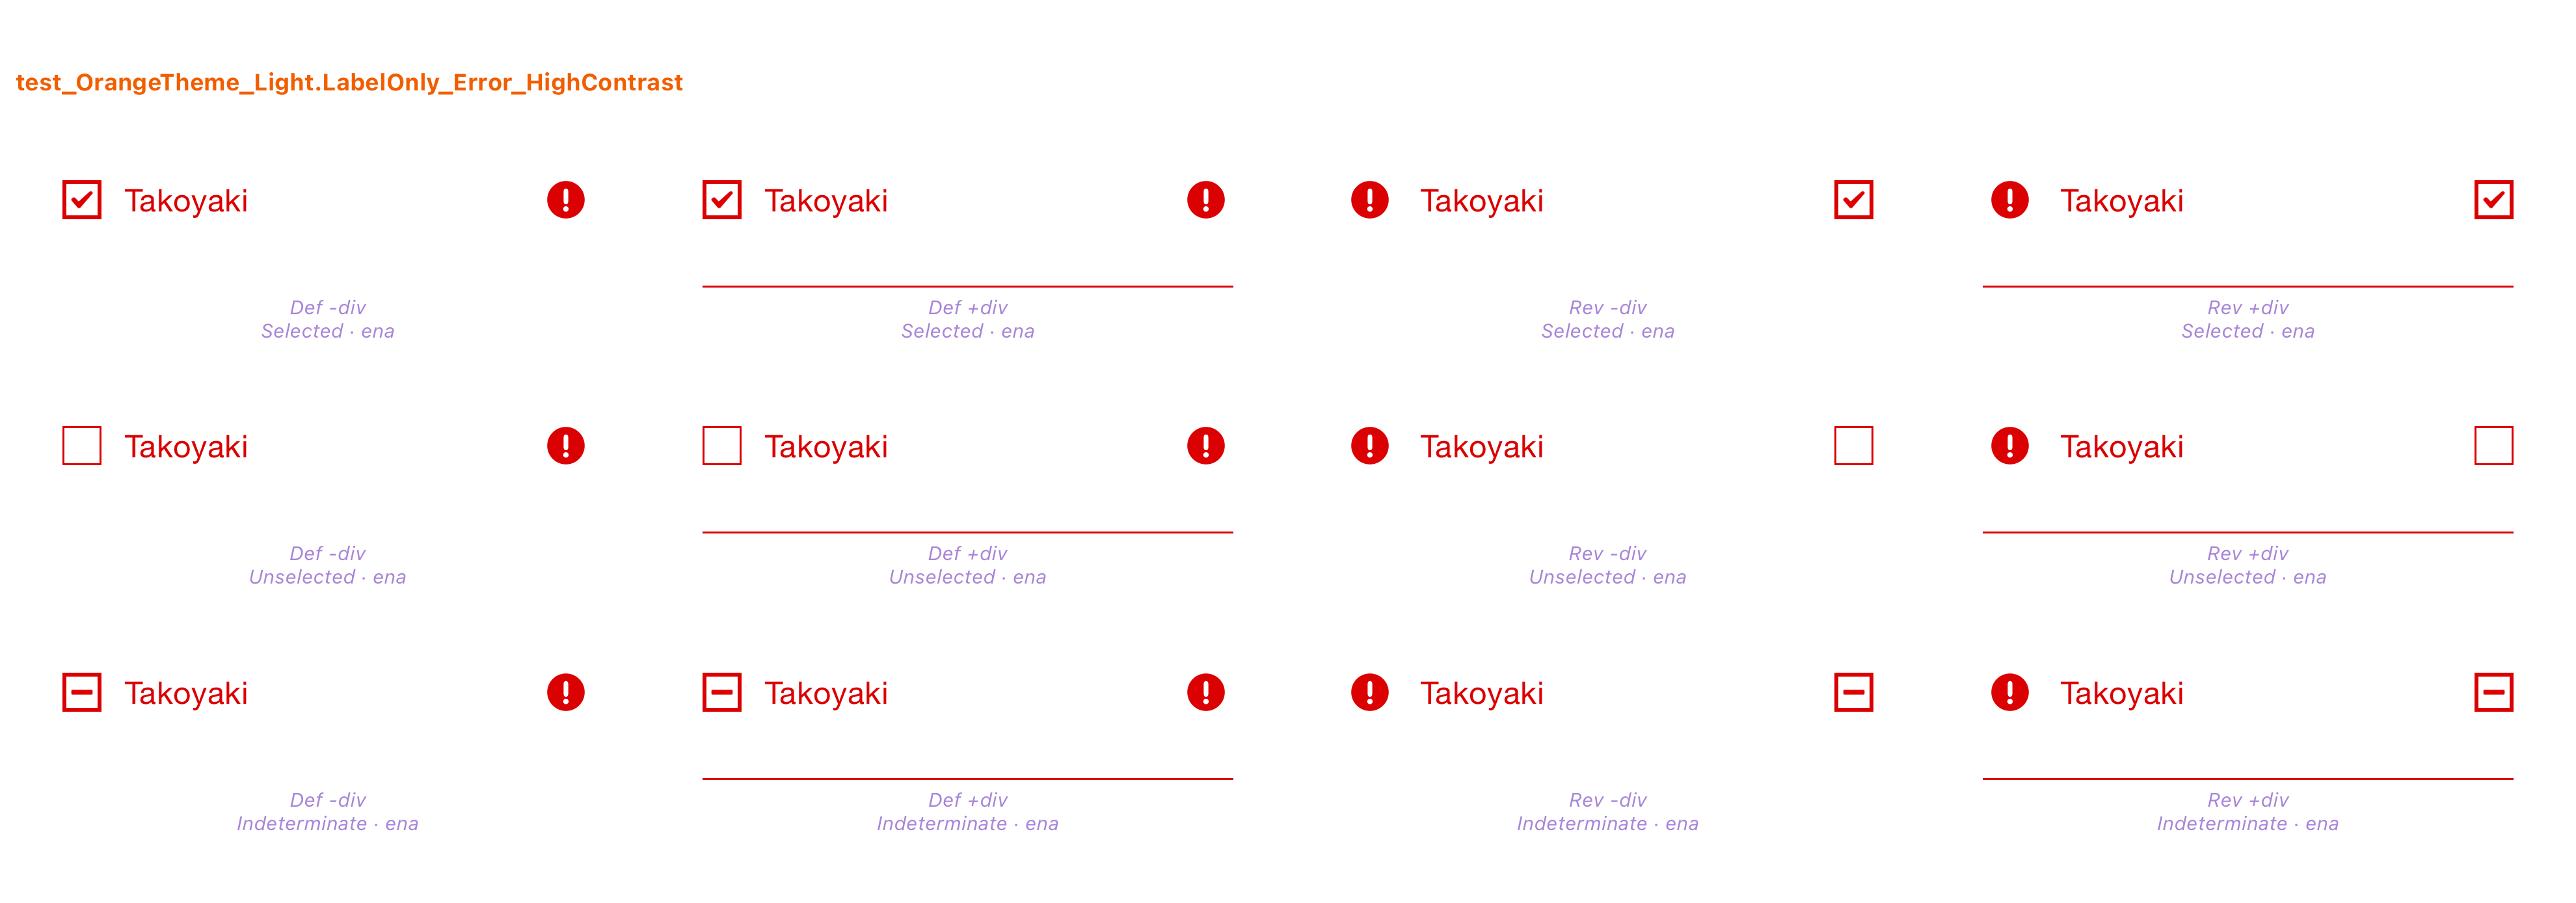 test_OrangeTheme_Light.LabelOnly_Error_HighContrast
Takoyaki
Takoyaki
Takoyaki
Takoyaki
Def -div
Selected · ena
Def +div
Selected · ena
Rev -div
Selected · ena
Rev +div
Selected · ena
Takoyaki
Takoyaki
Takoyaki
Takoyaki
Def -div
Unselected · ena
Def +div
Unselected · ena
Rev -div
Unselected · ena
Rev +div
Unselected · ena
Takoyaki
Takoyaki
Takoyaki
Takoyaki
Def -div
Indeterminate · ena
Def +div
Indeterminate · ena
Rev -div
Indeterminate · ena
Rev +div
Indeterminate · ena